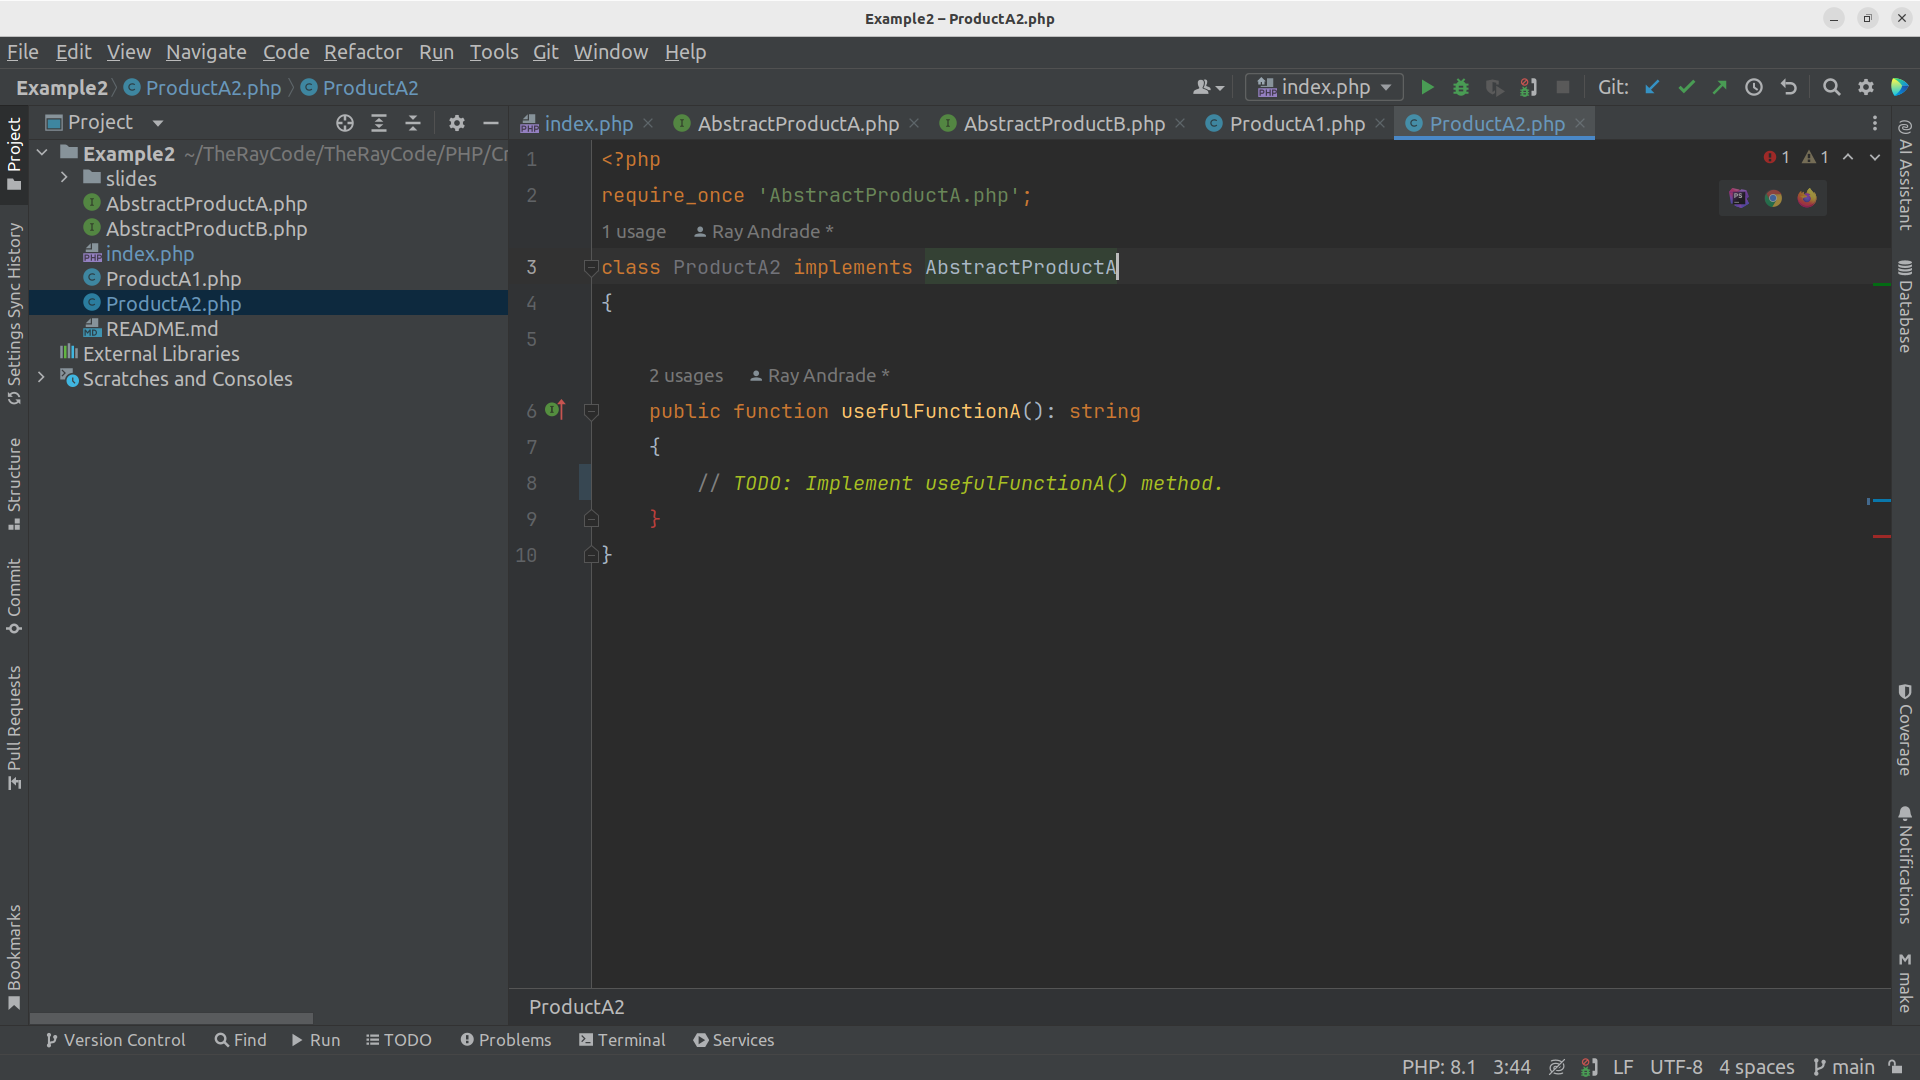 Example2 – ProductA2.php
File Edit View Navigate Code Refactor Run Tools Git Window Help
Example2 ProductA2.php ProductA2
index.php
Git:
Project
index.php AbstractProductA.php AbstractProductB.php ProductA1.php ProductA2.php
Example2 ~/TheRayCode/TheRayCode/PHP/Cr
slides
AbstractProductA.php
AbstractProductB.php
index.php
ProductA1.php
ProductA2.php
README.md
External Libraries
Scratches and Consoles
1 <?php
2 require_once 'AbstractProductA.php';
1 usage Ray Andrade *
3 class ProductA2 implements AbstractProductA
4 {
5
2 usages Ray Andrade *
6 public function usefulFunctionA(): string
7 {
8 // TODO: Implement usefulFunctionA() method.
9 }
10 }
1 1
Project
Settings Sync History
Structure
Commit
Pull Requests
Bookmarks
AI Assistant
Database
Coverage
Notifications
make
ProductA2
Version Control Find Run TODO Problems Terminal Services
PHP: 8.1 3:44 LF UTF-8 4 spaces main